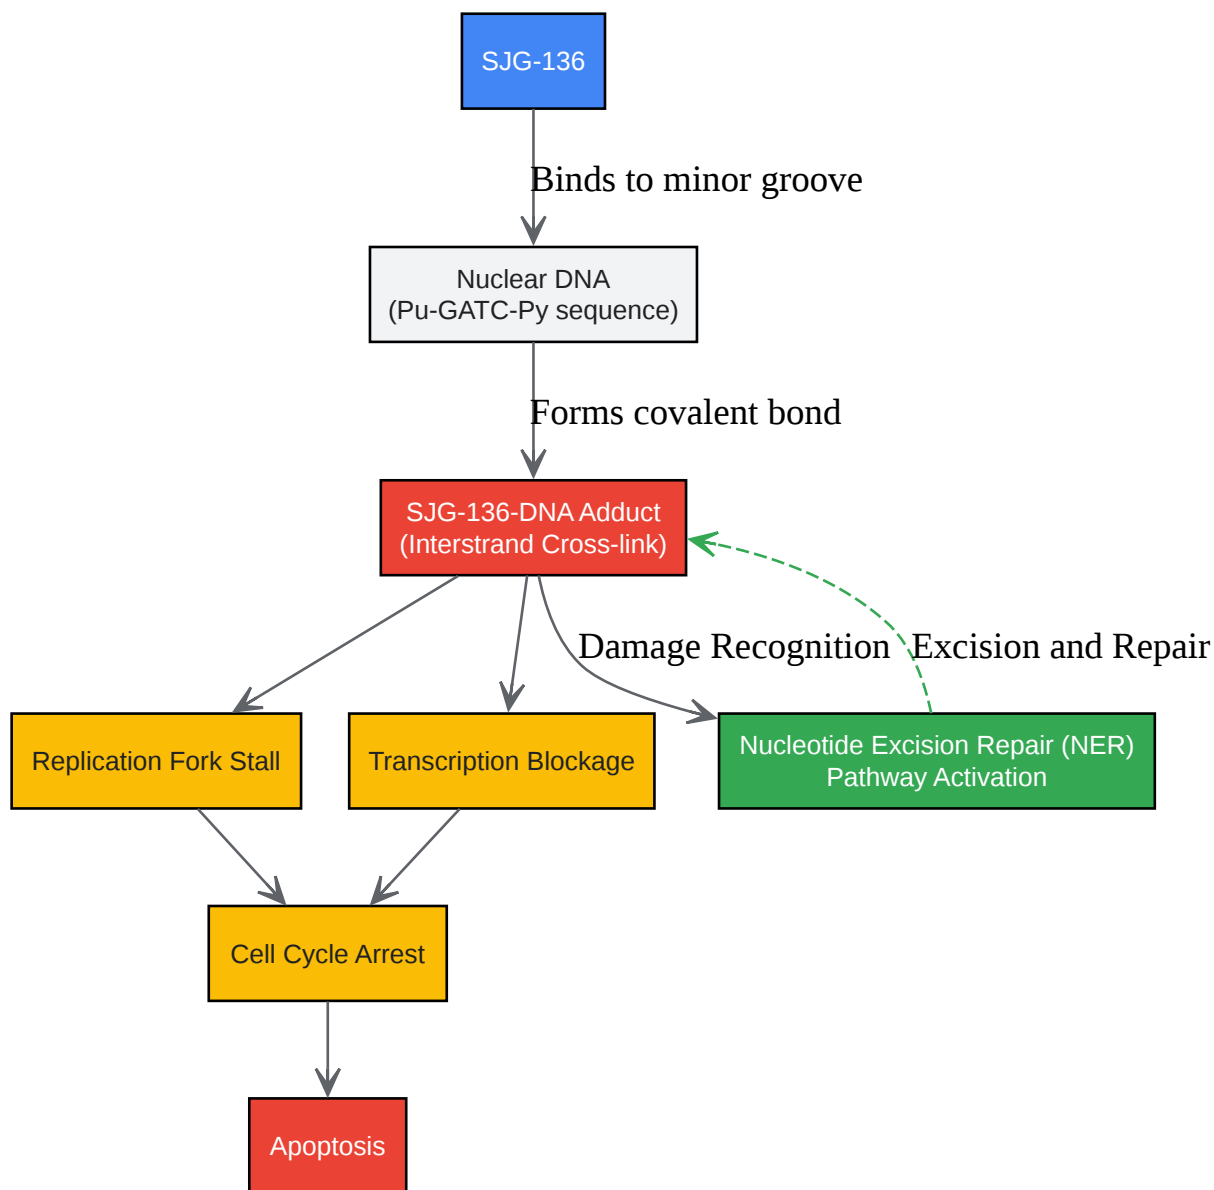 SJG-136
Binds to minor groove
Nuclear DNA
(Pu-GATC-Py sequence)
Forms covalent bond
SJG-136-DNA Adduct
(Interstrand Cross-link)
Damage Recognition
Excision and Repair
Replication Fork Stall
Transcription Blockage
Nucleotide Excision Repair (NER)
Pathway Activation
Cell Cycle Arrest
Apoptosis